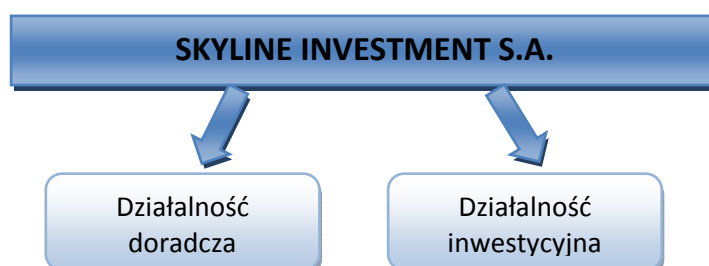 SKYLINE INVESTMENT S.A.
Działalność
doradcza
Działalność
inwestycyjna